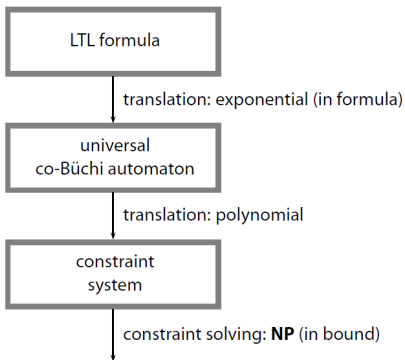 LTL formula
translation: exponential (in formula)
universal
co-Büchi automaton
translation: polynomial
constraint
system
constraint solving: NP (in bound)